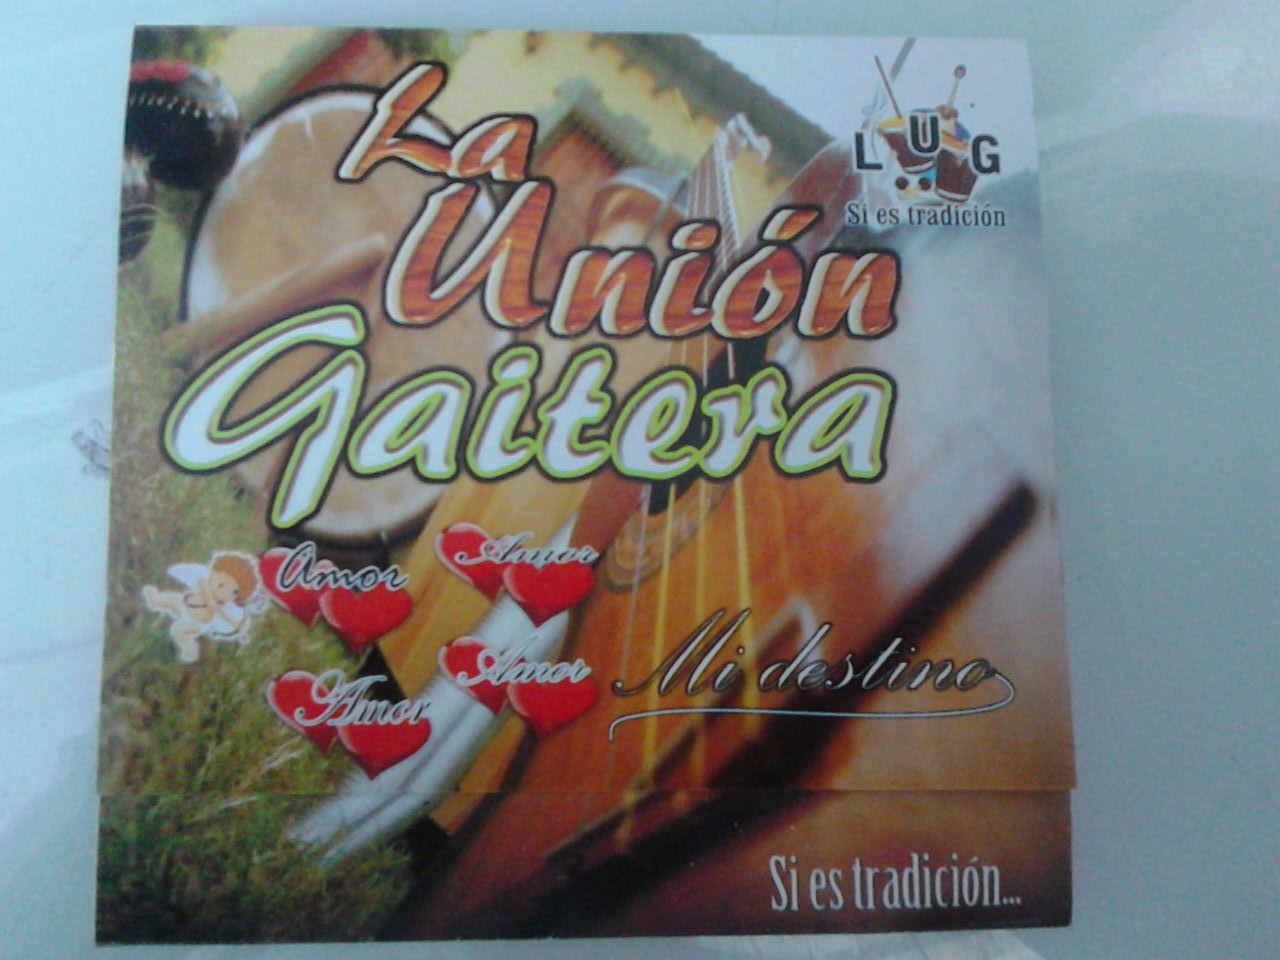 La
Unión
Gaitera
L U G
Si es tradición
Amor
Amor
Amor
Amor
Mi destino
Si es tradición...